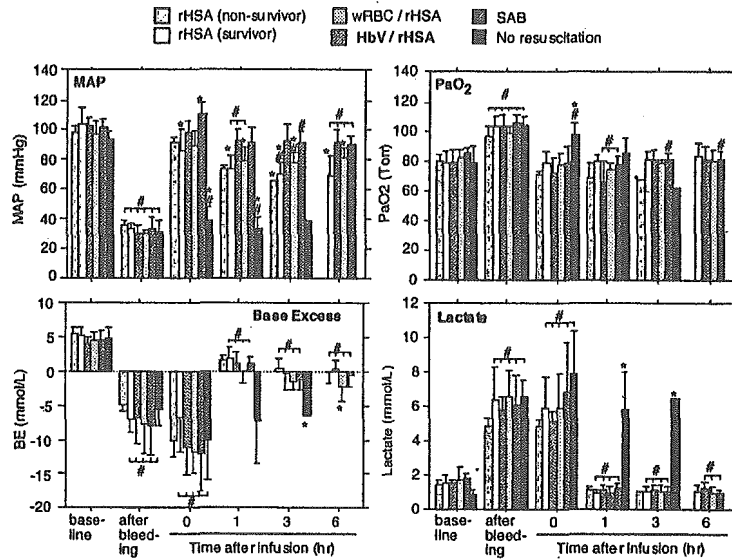 rHSA (non-survivor) wRBC / rHSA SAB
rHSA (survivor) HbV / rHSA No resuscitation
MAP
MAP (mmHg)
140
120
100
80
60
40
20
0
# * * # * *# * *# # * #
PaO2
PaO2 (Torr)
140
120
100
80
60
40
20
0
# *# # # #
Base Excess
BE (mmol/L)
10
5
0
-5
-10
-15
-20
# # # # * # *
Lactate
Lactate (mmol/L)
12
10
8
6
4
2
0
# # * # * # # *
base-line after bleed-ing 0 1 3 6
Time after Infusion (hr)
base-line after bleeding 0 1 3 6
Time after infusion (hr)